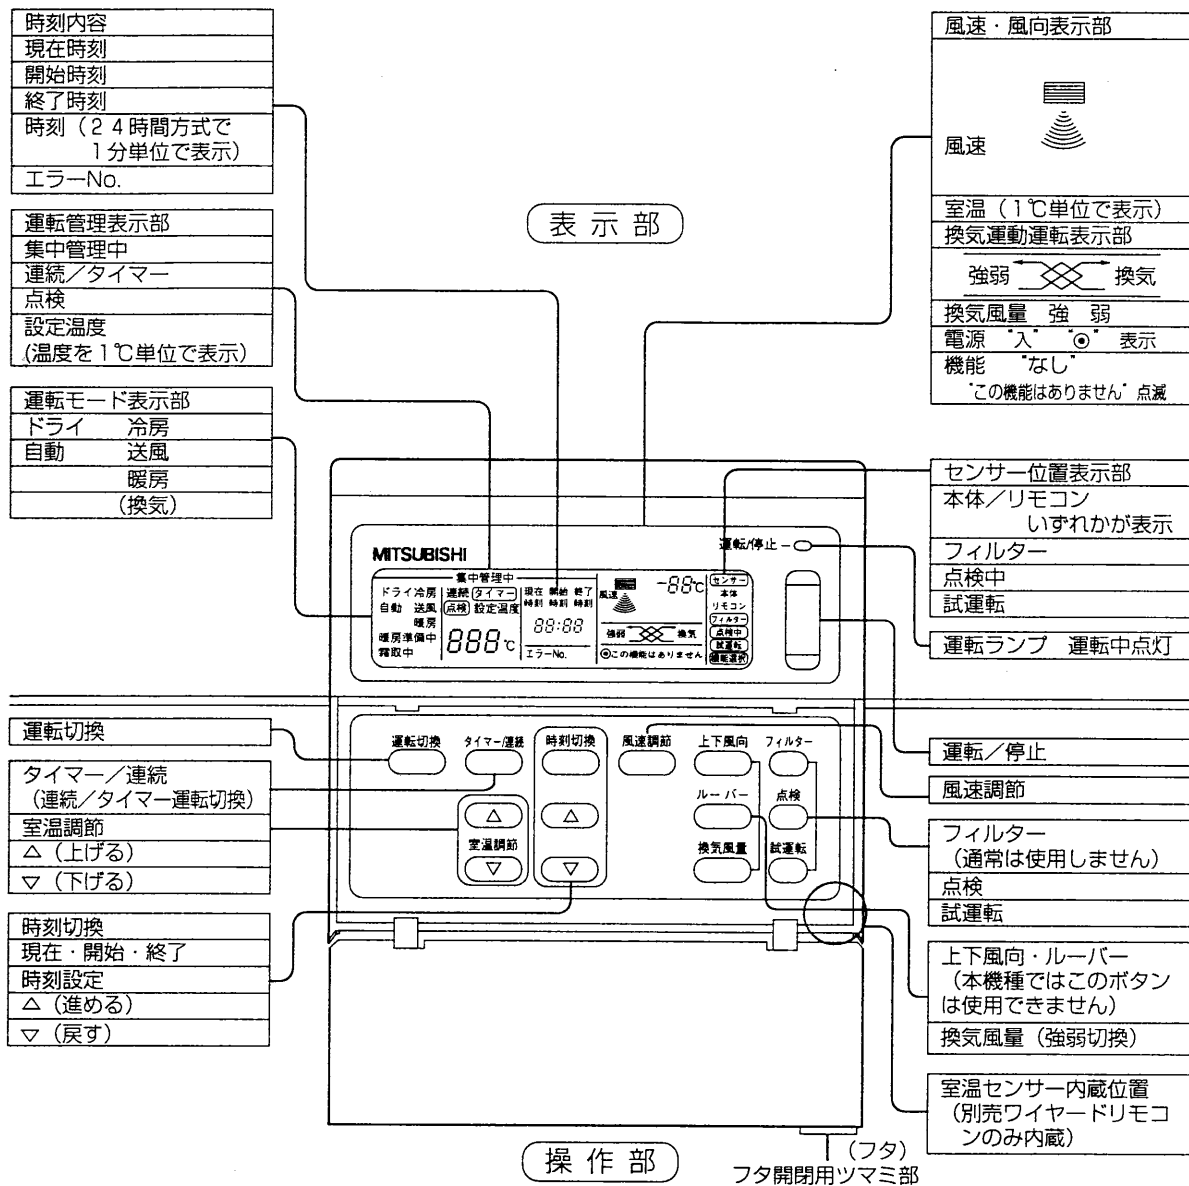 時刻内容
現在時刻
開始時刻
終了時刻
時刻（２４時間方式で
１分単位で表示）
エラーNo.
運転管理表示部
集中管理中
連続／タイマー
点検
設定温度
(温度を１℃単位で表示）
運転モード表示部
ドライ　冷房
自動　送風
暖房
（換気）
表示部
風速・風向表示部
風速
室温（１℃単位で表示）
換気運動運転表示部
強弱　換気
換気風量　強　弱
電源　"入"　"◉"　表示
機能　"なし"
"この機能はありません"　点滅
センサー位置表示部
本体／リモコン
いずれかが表示
フィルター
点検中
試運転
運転ランプ　運転中点灯
MITSUBISHI
運転/停止
集中管理中
ドライ冷房
自動　送風
暖房
暖房準備中
霜取中
連続 タイマー
点検 設定温度
888℃
現在　開始　終了
時刻　時刻　時刻
88:88
エラーNo.
風速
-88℃
強弱　換気
◉この機能はありません
センサー
本体
リモコン
フィルター
点検中
試運転
機能選択
運転切換
タイマー/連続
時刻切換
風速調節
上下風向
フィルター
△
室温調節
▽
△
▽
ルーバー
点検
換気風量
試運転
運転切換
タイマー／連続
（連続／タイマー運転切換）
室温調節
△（上げる）
▽（下げる）
時刻切換
現在・開始・終了
時刻設定
△（進める）
▽（戻す）
運転／停止
風速調節
フィルター
（通常は使用しません）
点検
試運転
上下風向・ルーバー
（本機種ではこのボタン
は使用できません）
換気風量（強弱切換）
室温センサー内蔵位置
（別売ワイヤードリモコ
ンのみ内蔵）
操作部
（フタ）
フタ開閉用ツマミ部